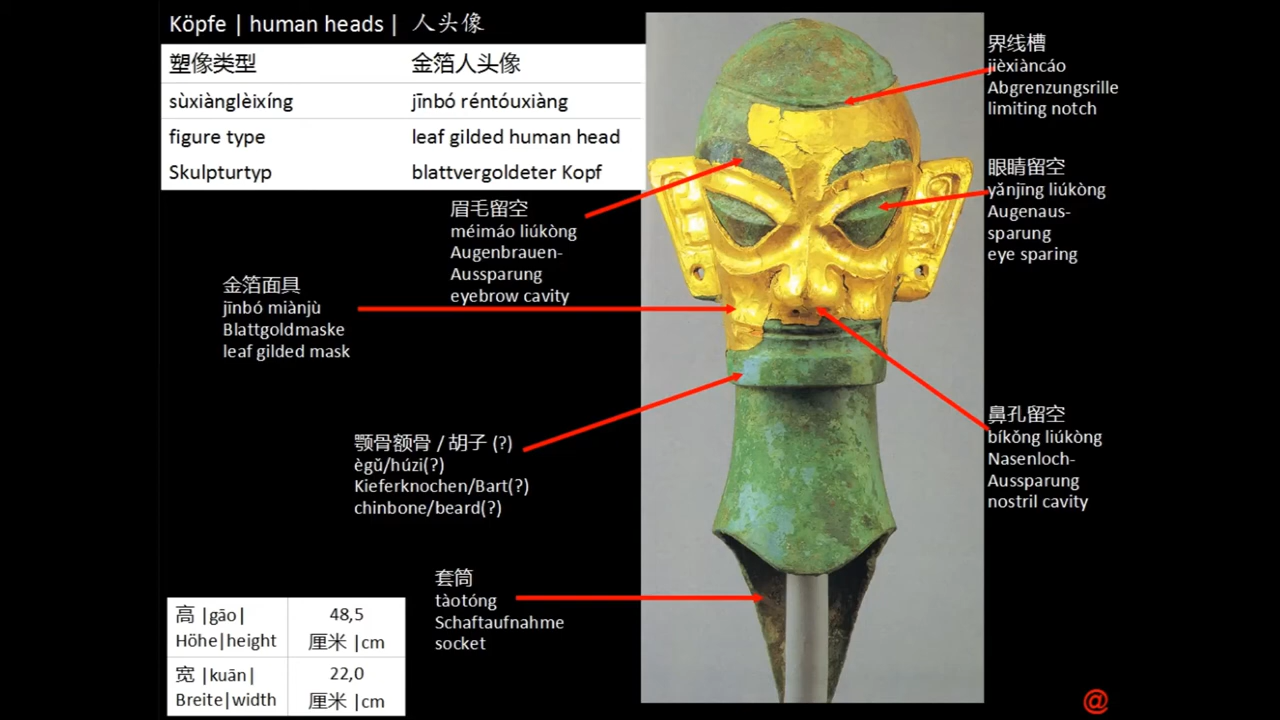 Köpfe | human heads | 人头像
塑像类型 金箔人头像
sùxiànglèixíng jīnbó réntóuxiàng
figure type leaf gilded human head
Skulpturtyp blattvergoldeter Kopf
界线槽
jièxiàncáo
Abgrenzungsrille
limiting notch
眼睛留空
yǎnjīng liúkòng
Augenaus-
sparung
eye sparing
眉毛留空
méimáo liúkòng
Augenbrauen-
Aussparung
eyebrow cavity
金箔面具
jīnbó miànjù
Blattgoldmaske
leaf gilded mask
鼻孔留空
bíkǒng liúkòng
Nasenloch-
Aussparung
nostril cavity
颚骨额骨 / 胡子 (?)
ègǔ/húzi(?)
Kieferknochen/Bart(?)
chinbone/beard(?)
套筒
tàotóng
Schaftaufnahme
socket
高 |gāo| 48,5
Höhe|height 厘米 |cm
宽 |kuān| 22,0
Breite|width 厘米 |cm
@